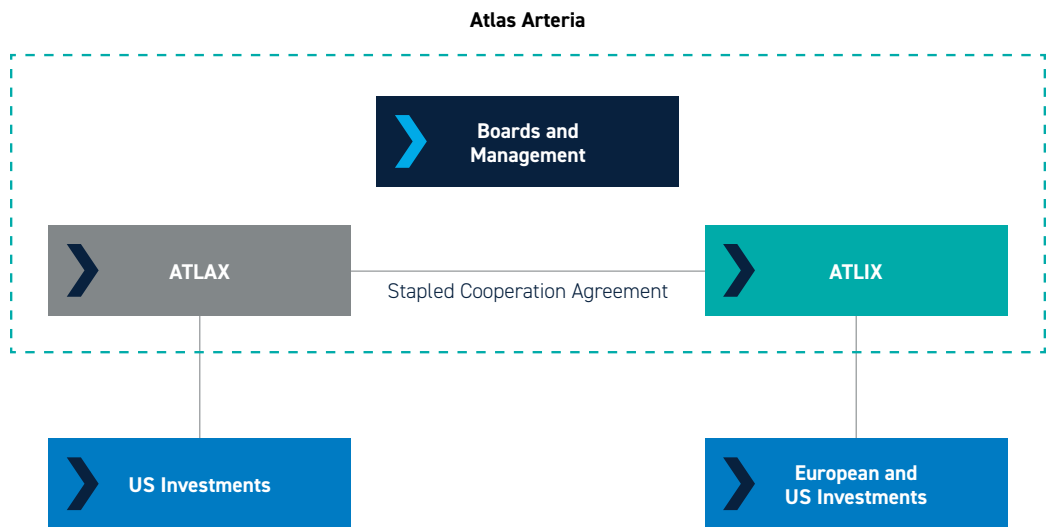 Atlas Arteria
Boards and
Management
ATLAX
Stapled Cooperation Agreement
ATLIX
US Investments
European and
US Investments